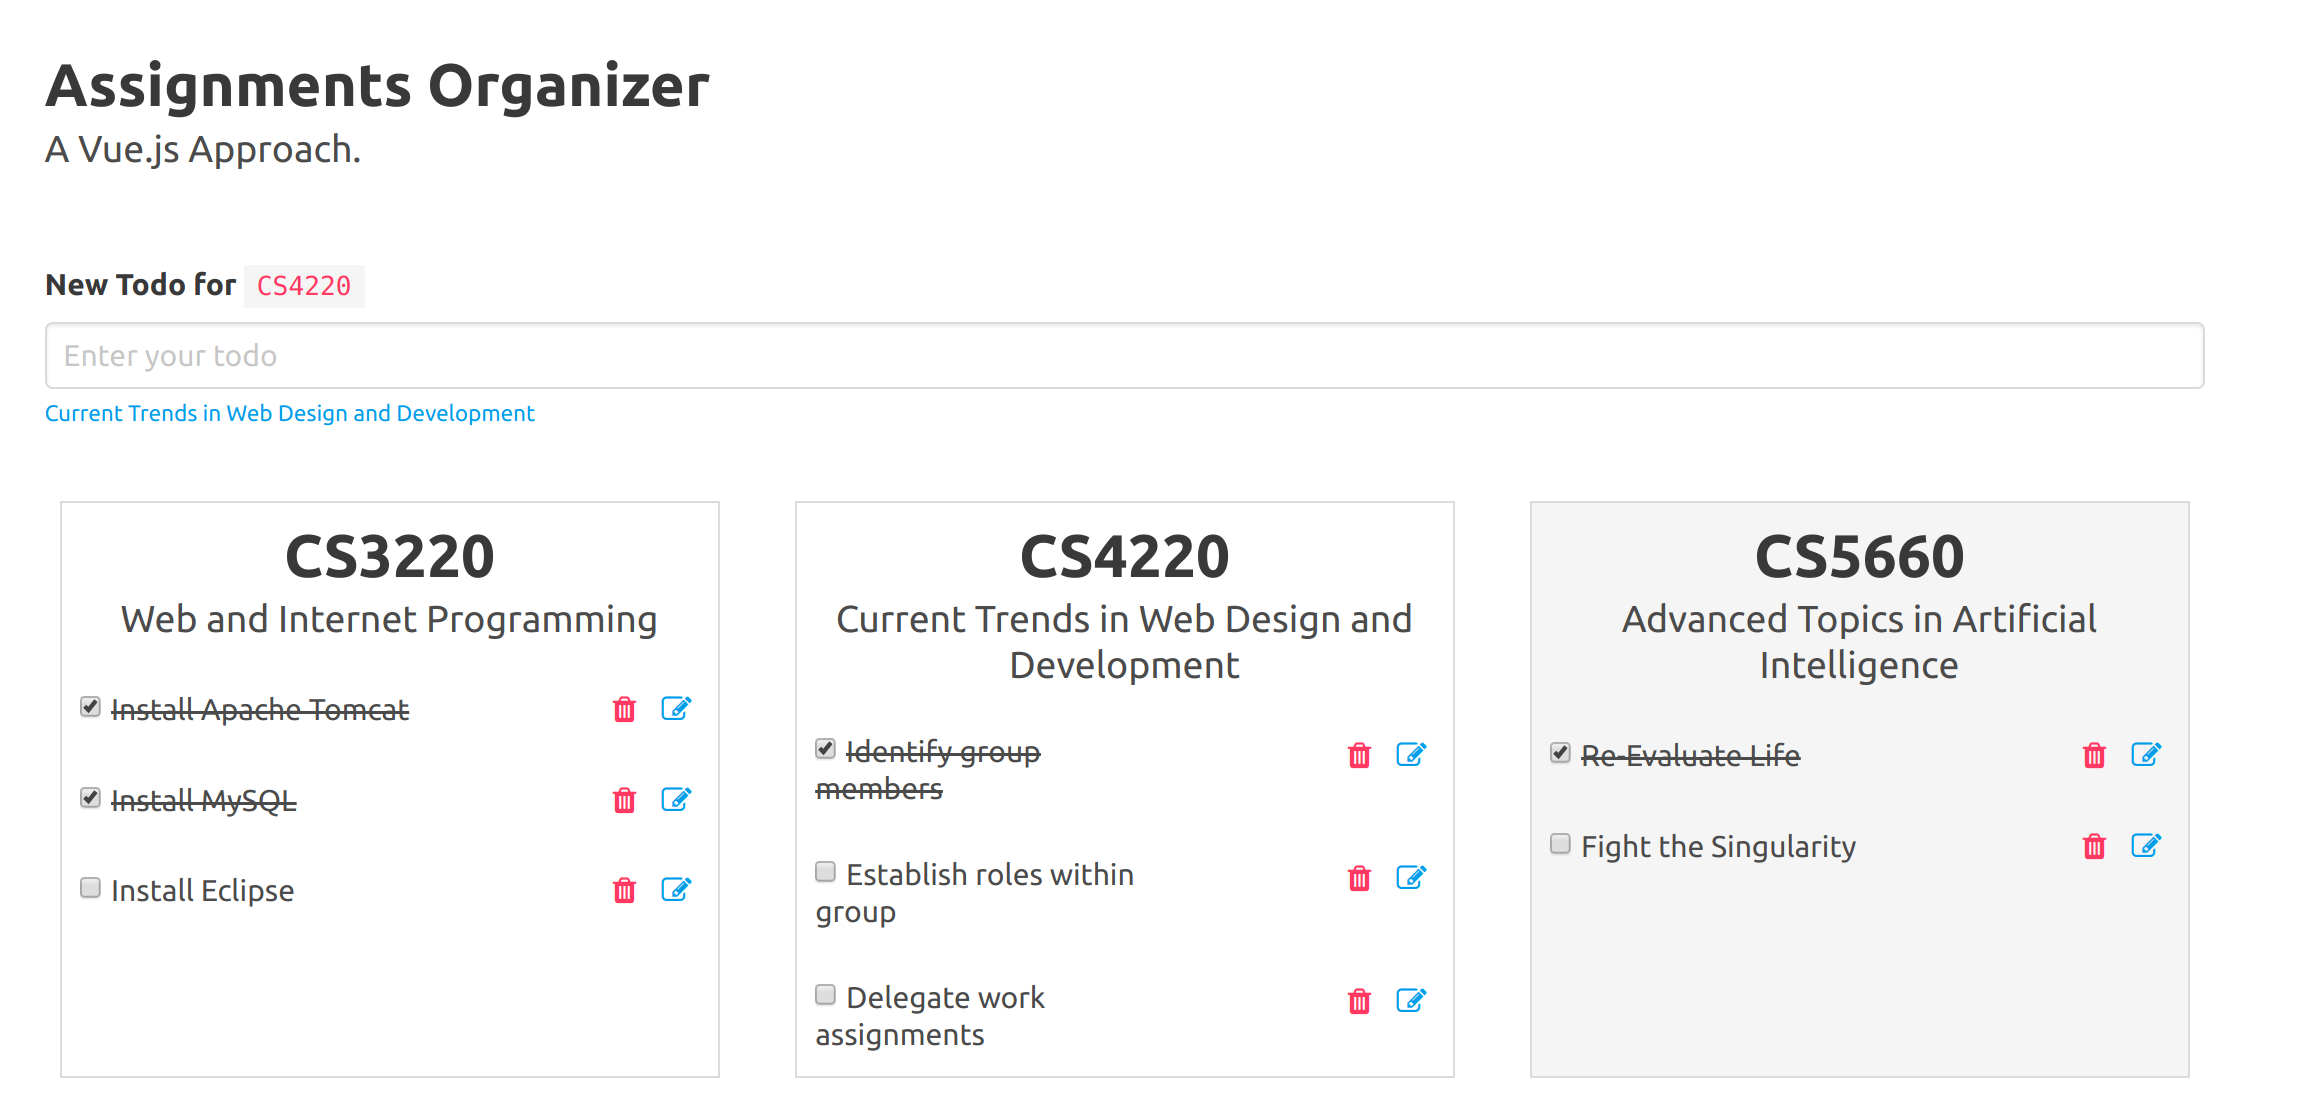 Assignments Organizer
A Vue.js Approach.
New Todo for CS4220
Enter your todo
Current Trends in Web Design and Development
CS3220
Web and Internet Programming
Install Apache Tomcat
Install MySQL
Install Eclipse
CS4220
Current Trends in Web Design and
Development
Identify group
members
Establish roles within
group
Delegate work
assignments
CS5660
Advanced Topics in Artificial
Intelligence
Re-Evaluate Life
Fight the Singularity